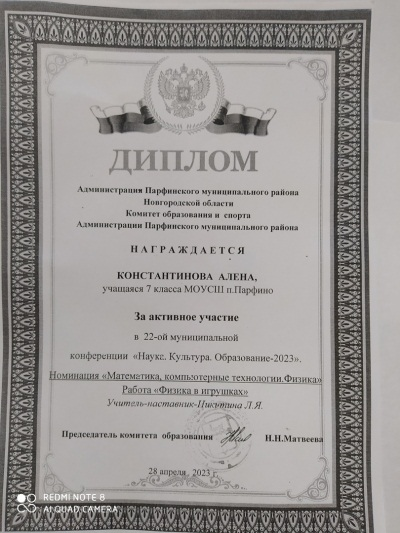 ДИПЛОМ
Администрация Парфинского муниципального района
Новгородской области
Комитет образования и спорта
Администрации Парфинского муниципального района
НАГРАЖДАЕТСЯ
КОНСТАНТИНОВА АЛЕНА,
учащаяся 7 класса МОУСШ п.Парфино
За активное участие
в 22-ой муниципальной
конференции «Наука. Культура. Образование-2023».
Номинация «Математика, компьютерные технологии.Физика»
Работа «Физика в игрушках»
Учитель-наставник-Никитина Л.Я.
Председатель комитета образования Н.Н.Матвеева
28 апреля 2023 г.
REDMI NOTE 8
AI QUAD CAMERA